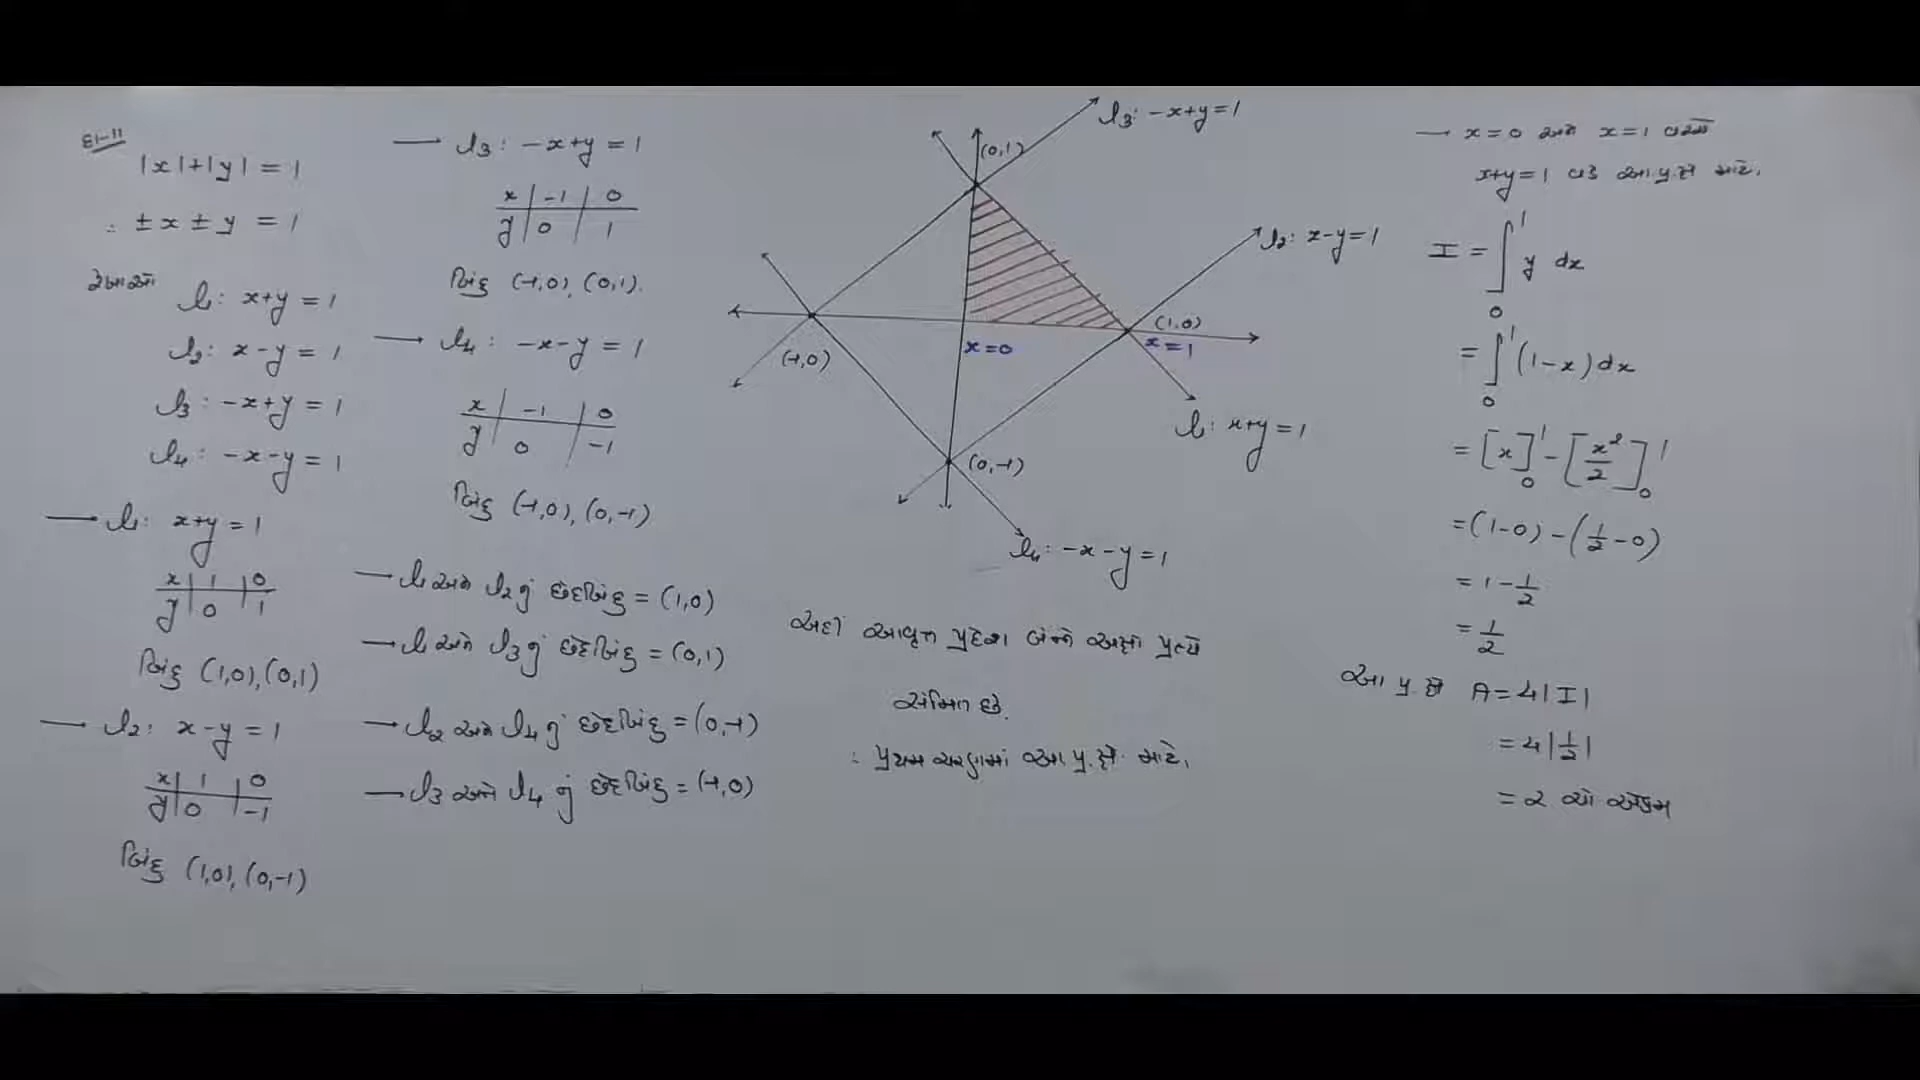 |x|+|y| = 1
∴ ±x ± y = 1
રેખાઓ l₁: x+y = 1
l₂: x-y = 1
l₃: -x+y = 1
l₄: -x-y = 1
→ l₁: x+y = 1
x | 1 | 0
y | 0 | 1
બિંદુ (1,0), (0,1)
→ l₂: x-y = 1
x | 1 | 0
y | 0 | -1
બિંદુ (1,0), (0,-1)
→ l₃: -x+y = 1
x | -1 | 0
y | 0 | 1
બિંદુ (-1,0), (0,1).
→ l₄: -x-y = 1
x | -1 | 0
y | 0 | -1
બિંદુ (-1,0), (0,-1)
→ l₁ અને l₂ નું છેદબિંદુ = (1,0)
→ l₁ અને l₃ નું છેદબિંદુ = (0,1)
→ l₂ અને l₄ નું છેદબિંદુ = (0,-1)
→ l₃ અને l₄ નું છેદબિંદુ = (-1,0)
l₃: -x+y=1
(0,1)
l₂: x-y=1
(1,0)
x=0
x=1
(-1,0)
l₁: x+y=1
(0,-1)
l₄: -x-y=1
અહીં આવૃત્ત પ્રદેશ બંને અક્ષો પ્રત્યે
સંમિત છે.
∴ પ્રથમ ચરણમાં આ.પ્ર.ક્ષે માટે,
→ x=0 અને x=1 વચ્ચે
x+y=1 વડે આ.પ્ર.ક્ષે માટે,
I = ∫₀¹ y dx
= ∫₀¹ (1-x) dx
= [x]₀¹ - [x²/2]₀¹
= (1-0) - (1/2 - 0)
= 1 - 1/2
= 1/2
આ.પ્ર.ક્ષે A = 4|I|
= 4|1/2|
= ૨ ચો એકમ